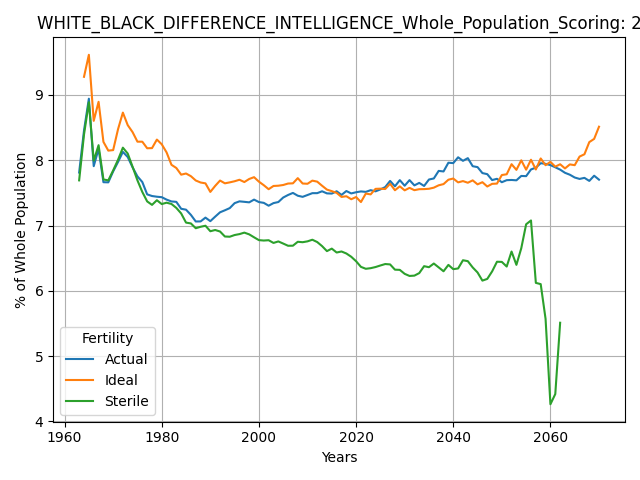 WHITE_BLACK_DIFFERENCE_INTELLIGENCE_Whole_Population_Scoring: 2
% of Whole Population
9
8
7
6
5
4
Fertility
Actual
Ideal
Sterile
1960 1980 2000 2020 2040 2060
Years